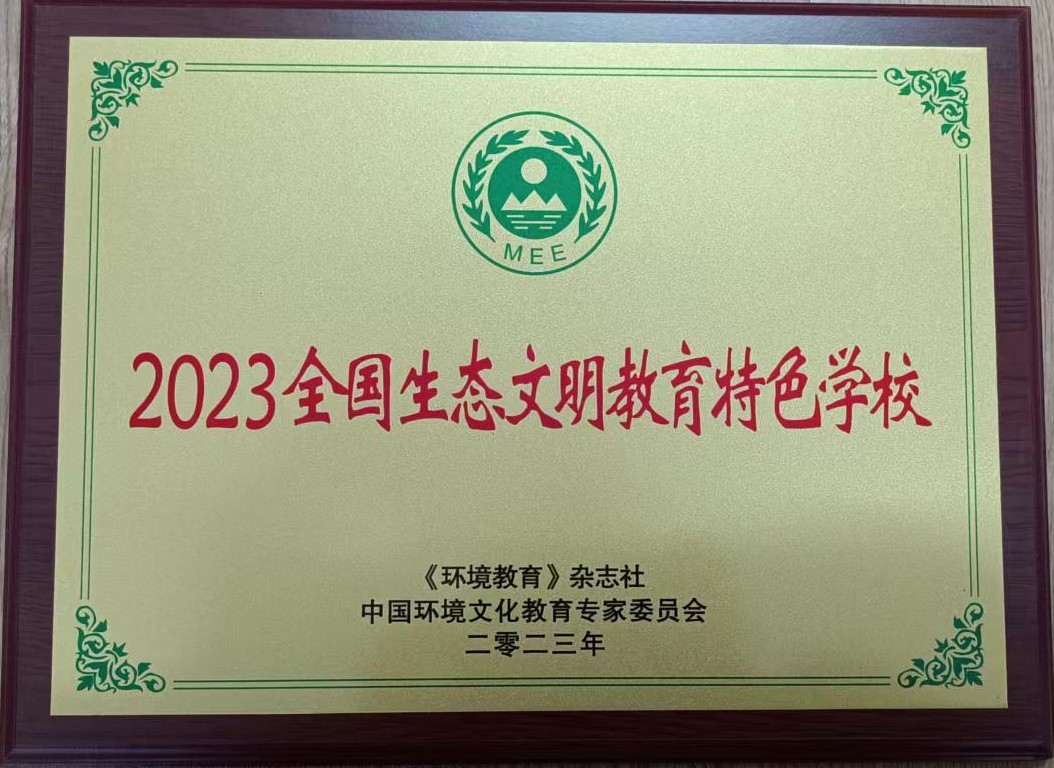 MEE
2023全国生态文明教育特色学校
《环境教育》杂志社
中国环境文化教育专家委员会
二零二三年